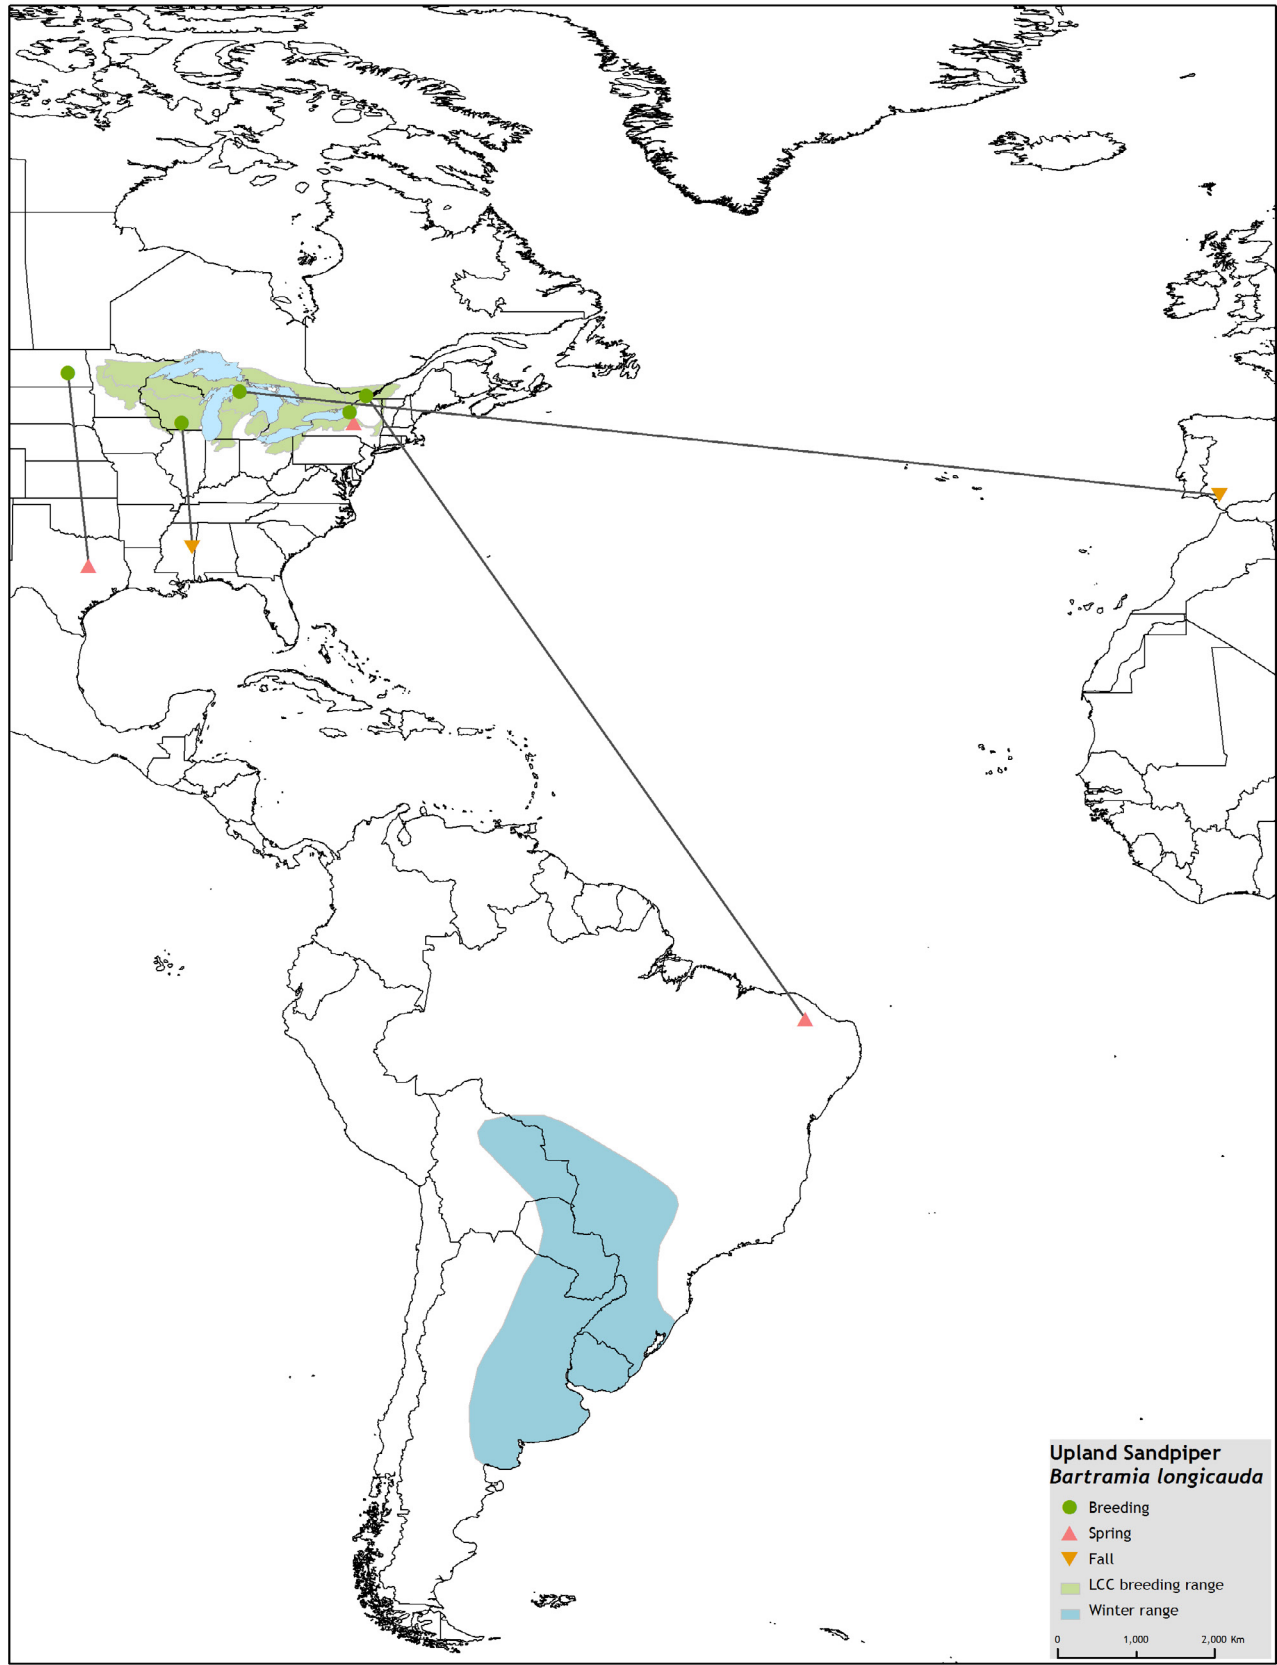 Upland Sandpiper
Bartramia longicauda
Breeding
Spring
Fall
LCC breeding range
Winter range
0 1,000 2,000 Km